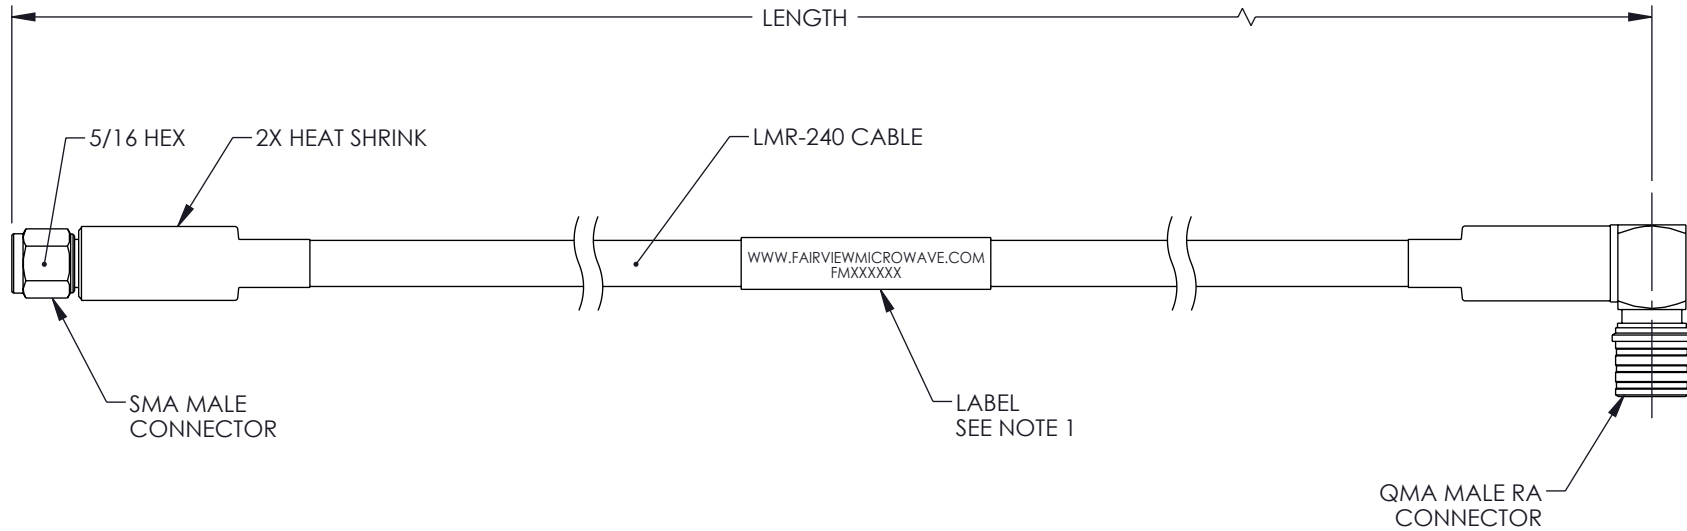 LENGTH
5/16 HEX
2X HEAT SHRINK
LMR-240 CABLE
WWW.FAIRVIEWMICROWAVE.COM
FMXXXXXX
SMA MALE
CONNECTOR
LABEL
SEE NOTE 1
QMA MALE RA
CONNECTOR